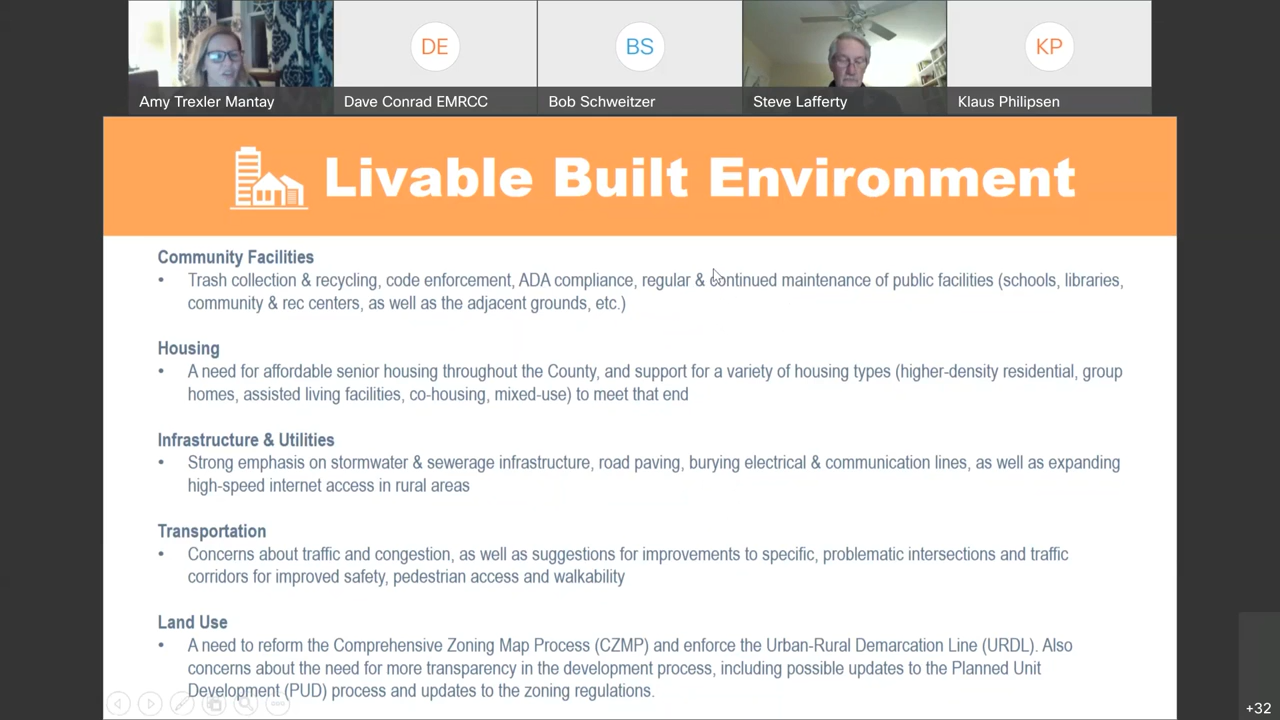 DE
BS
KP
Amy Trexler Mantay
Dave Conrad EMRCC
Bob Schweitzer
Steve Lafferty
Klaus Philipsen
Livable Built Environment
Community Facilities
• Trash collection & recycling, code enforcement, ADA compliance, regular & continued maintenance of public facilities (schools, libraries,
community & rec centers, as well as the adjacent grounds, etc.)
Housing
• A need for affordable senior housing throughout the County, and support for a variety of housing types (higher-density residential, group
homes, assisted living facilities, co-housing, mixed-use) to meet that end
Infrastructure & Utilities
• Strong emphasis on stormwater & sewerage infrastructure, road paving, burying electrical & communication lines, as well as expanding
high-speed internet access in rural areas
Transportation
• Concerns about traffic and congestion, as well as suggestions for improvements to specific, problematic intersections and traffic
corridors for improved safety, pedestrian access and walkability
Land Use
• A need to reform the Comprehensive Zoning Map Process (CZMP) and enforce the Urban-Rural Demarcation Line (URDL). Also
concerns about the need for more transparency in the development process, including possible updates to the Planned Unit
Development (PUD) process and updates to the zoning regulations.
+32